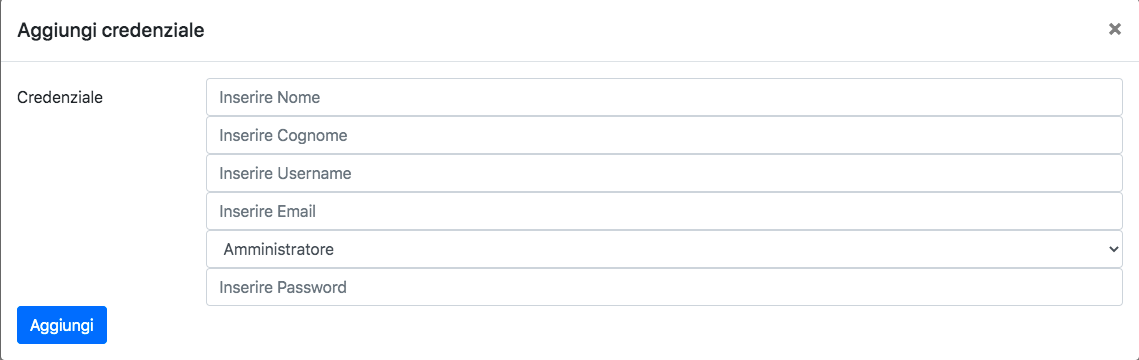 Aggiungi credenziale ×
Credenziale
Inserire Nome
Inserire Cognome
Inserire Username
Inserire Email
Amministratore
Inserire Password
Aggiungi